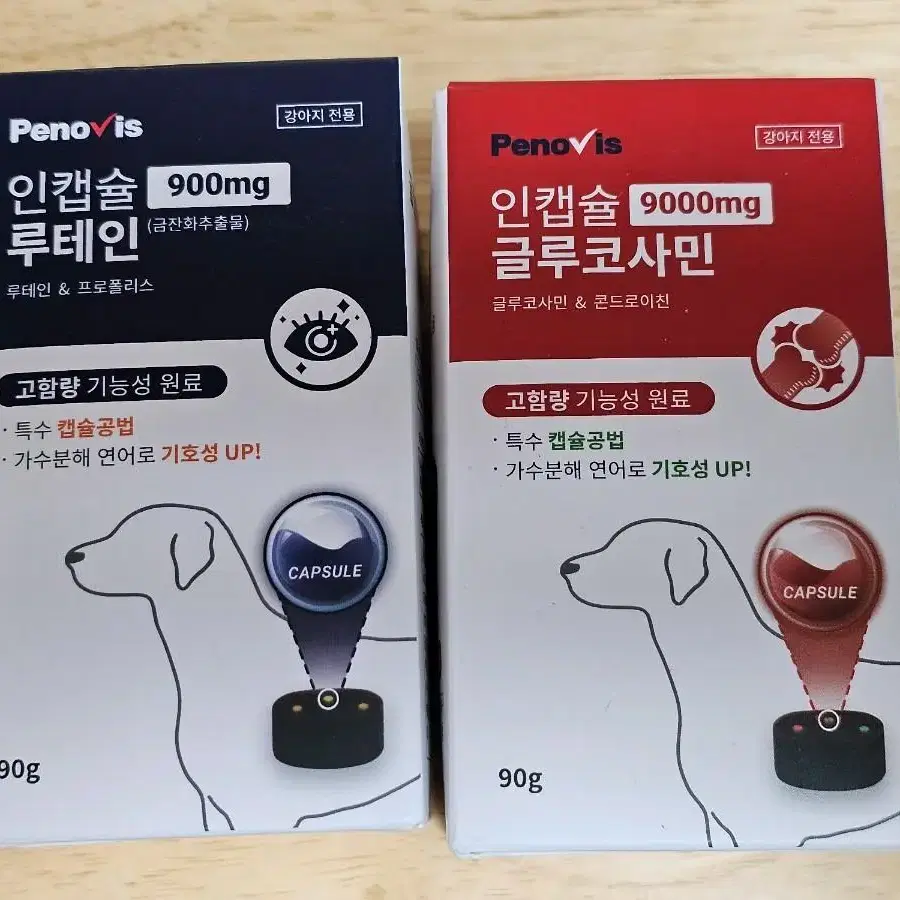 Penovis
강아지 전용
인캡슐 900mg
루테인 (금잔화추출물)
루테인 & 프로폴리스
고함량 기능성 원료
· 특수 캡슐공법
· 가수분해 연어로 기호성 UP!
CAPSULE
90g
Penovis
강아지 전용
인캡슐 9000mg
글루코사민
글루코사민 & 콘드로이친
고함량 기능성 원료
· 특수 캡슐공법
· 가수분해 연어로 기호성 UP!
CAPSULE
90g